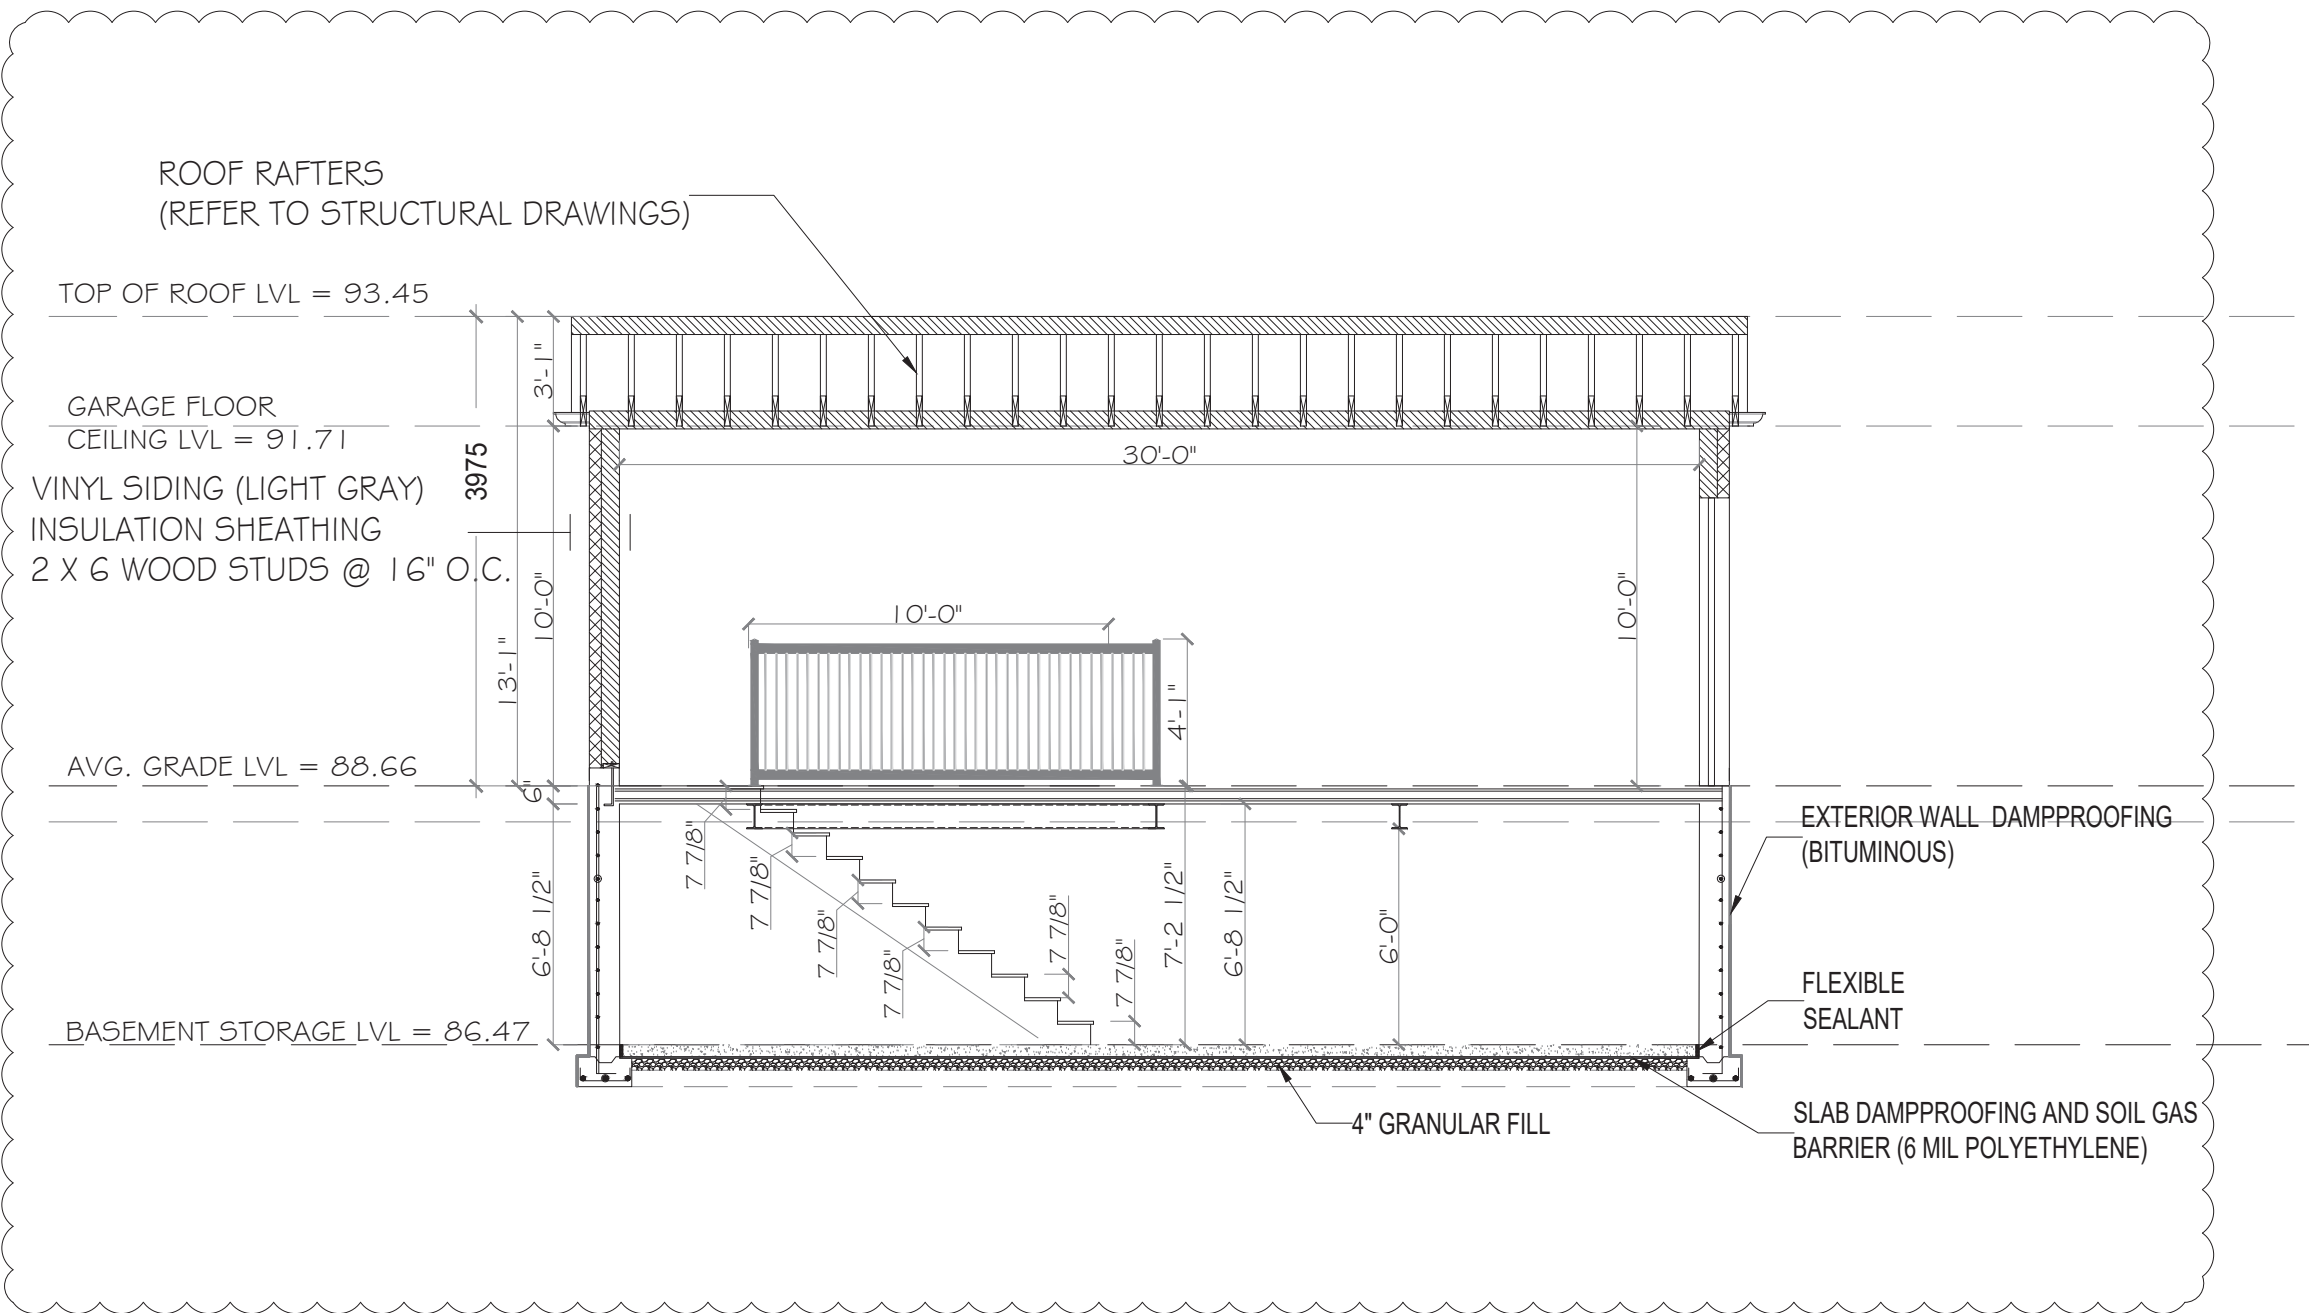 ROOF RAFTERS
(REFER TO STRUCTURAL DRAWINGS)
TOP OF ROOF LVL = 93.45
3'-1"
GARAGE FLOOR
CEILING LVL = 91.71
3975
30'-0"
VINYL SIDING (LIGHT GRAY)
INSULATION SHEATHING
2 X 6 WOOD STUDS @ 16" O.C.
10'-0"
10'-0"
10'-0"
13'-1"
4'-1"
AVG. GRADE LVL = 88.66
6"
EXTERIOR WALL DAMPPROOFING
(BITUMINOUS)
7 7/8"
7 7/8"
7 7/8"
7 7/8"
7 7/8"
7 7/8"
6'-8 1/2"
7'-2 1/2"
6'-8 1/2"
6'-0"
FLEXIBLE
SEALANT
BASEMENT STORAGE LVL = 86.47
4" GRANULAR FILL
SLAB DAMPPROOFING AND SOIL GAS
BARRIER (6 MIL POLYETHYLENE)